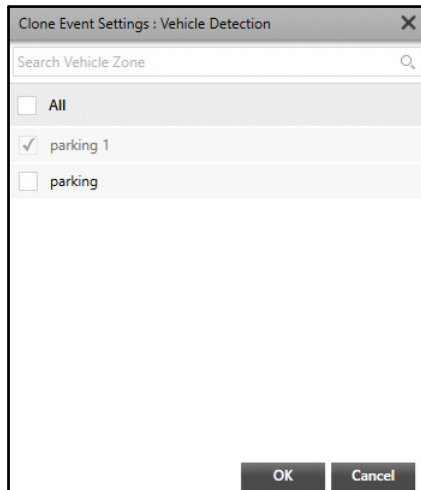 Clone Event Settings : Vehicle Detection
Search Vehicle Zone
All
parking 1
parking
OK Cancel